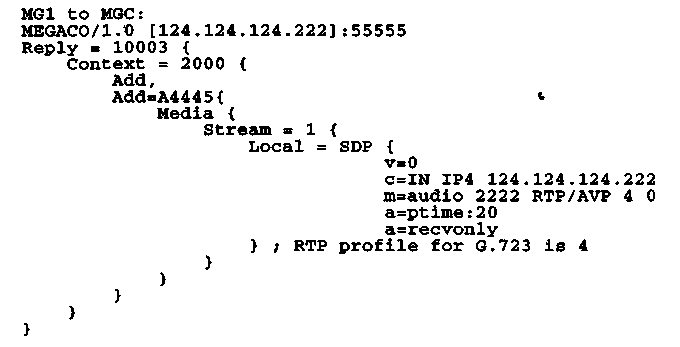 MG1 to MGC:
MEGACO/1.0 [124.124.124.222]:55555
Reply = 10003 {
Context = 2000 {
Add,
Add=A4445{
Media {
Stream = 1 {
Local = SDP {
v=0
c=IN IP4 124.124.124.222
m=audio 2222 RTP/AVP 4 0
a=ptime:20
a=recvonly
} ; RTP profile for G.723 is 4
}
}
}
}
}